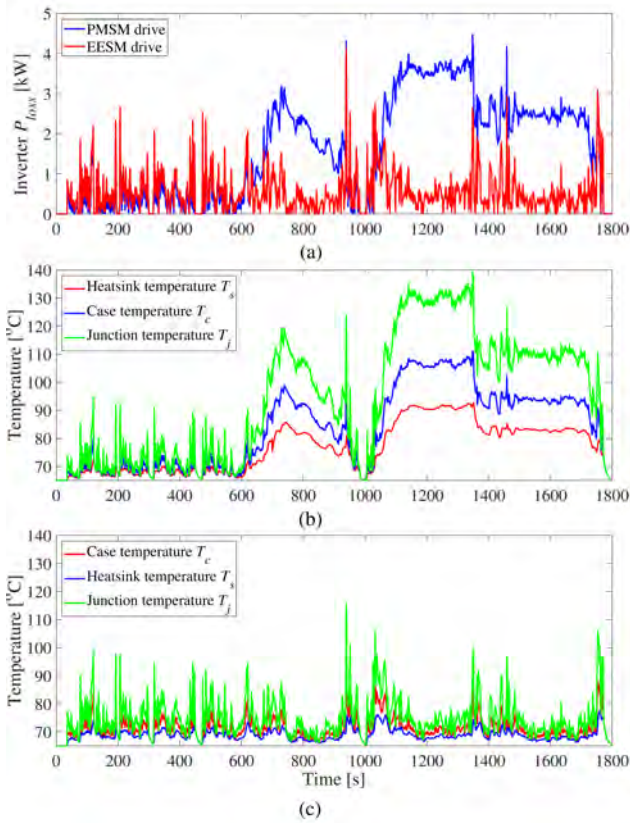 5
4
3
2
1
0
Inverter P_loss [kW]
PMSM drive
EESM drive
0 200 400 600 800 1000 1200 1400 1600 1800
(a)
140
130
120
110
100
90
80
70
Temperature [°C]
Heatsink temperature T_s
Case temperature T_c
Junction temperature T_j
0 200 400 600 800 1000 1200 1400 1600 1800
(b)
140
130
120
110
100
90
80
70
Temperature [°C]
Case temperature T_c
Heatsink temperature T_s
Junction temperature T_j
0 200 400 600 800 1000 1200 1400 1600 1800
Time [s]
(c)